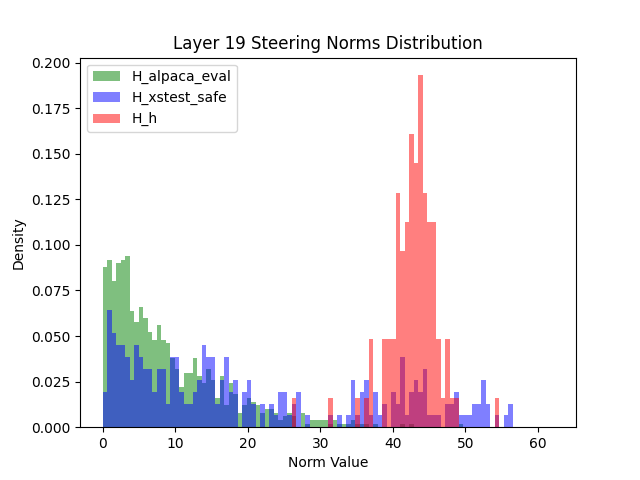 Layer 19 Steering Norms Distribution
H_alpaca_eval
H_xstest_safe
H_h
0.200
0.175
0.150
0.125
0.100
0.075
0.050
0.025
0.000
Density
0 10 20 30 40 50 60
Norm Value